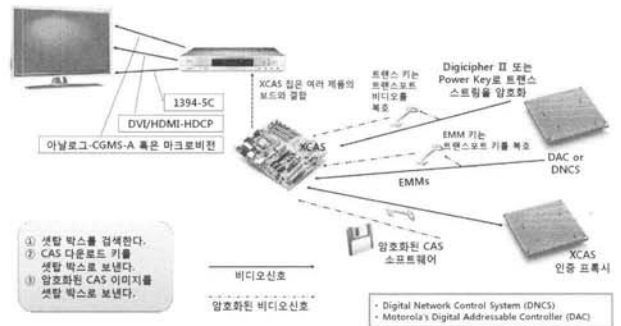 1394-5C
DVI/HDMI-HDCP
아날로그-CGMS-A 혹은 마크로비전
XCAS 칩은 여러 제품의
보드와 결합
트랜스 키는
트랜스포트
비디오를
복호
Digicipher II 또는
Power Key로 트랜스
스트림을 암호화
XCAS
EMM 키는
트랜스포트 키를 복호
EMMs
DAC or
DNCS
암호화된 CAS
소프트웨어
XCAS
인증 프록시
① 셋탑 박스를 검색한다.
② CAS 다운로드 키를
셋탑 박스로 보낸다.
③ 암호화된 CAS 이미지를
셋탑 박스로 보낸다.
비디오신호
암호화된 비디오신호
· Digital Network Control System (DNCS)
· Motorola's Digital Addressable Controller (DAC)